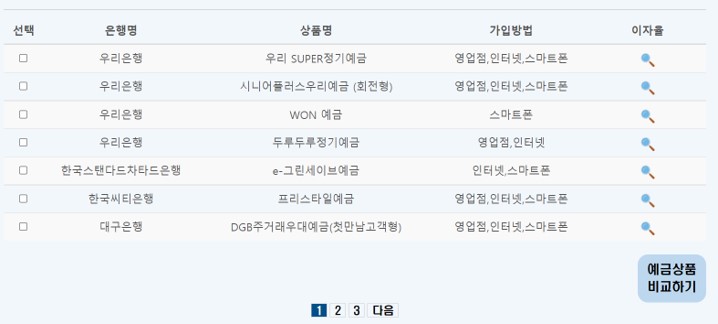 선택 은행명 상품명 가입방법 이자율
우리은행 우리 SUPER정기예금 영업점,인터넷,스마트폰
우리은행 시니어플러스우리예금 (회전형) 영업점,인터넷,스마트폰
우리은행 WON 예금 스마트폰
우리은행 두루두루정기예금 영업점,인터넷
한국스탠다드차타드은행 e-그린세이브예금 인터넷,스마트폰
한국씨티은행 프리스타일예금 영업점,인터넷,스마트폰
대구은행 DGB주거래우대예금(첫만남고객형) 영업점,인터넷,스마트폰
예금상품
비교하기
1 2 3 다음